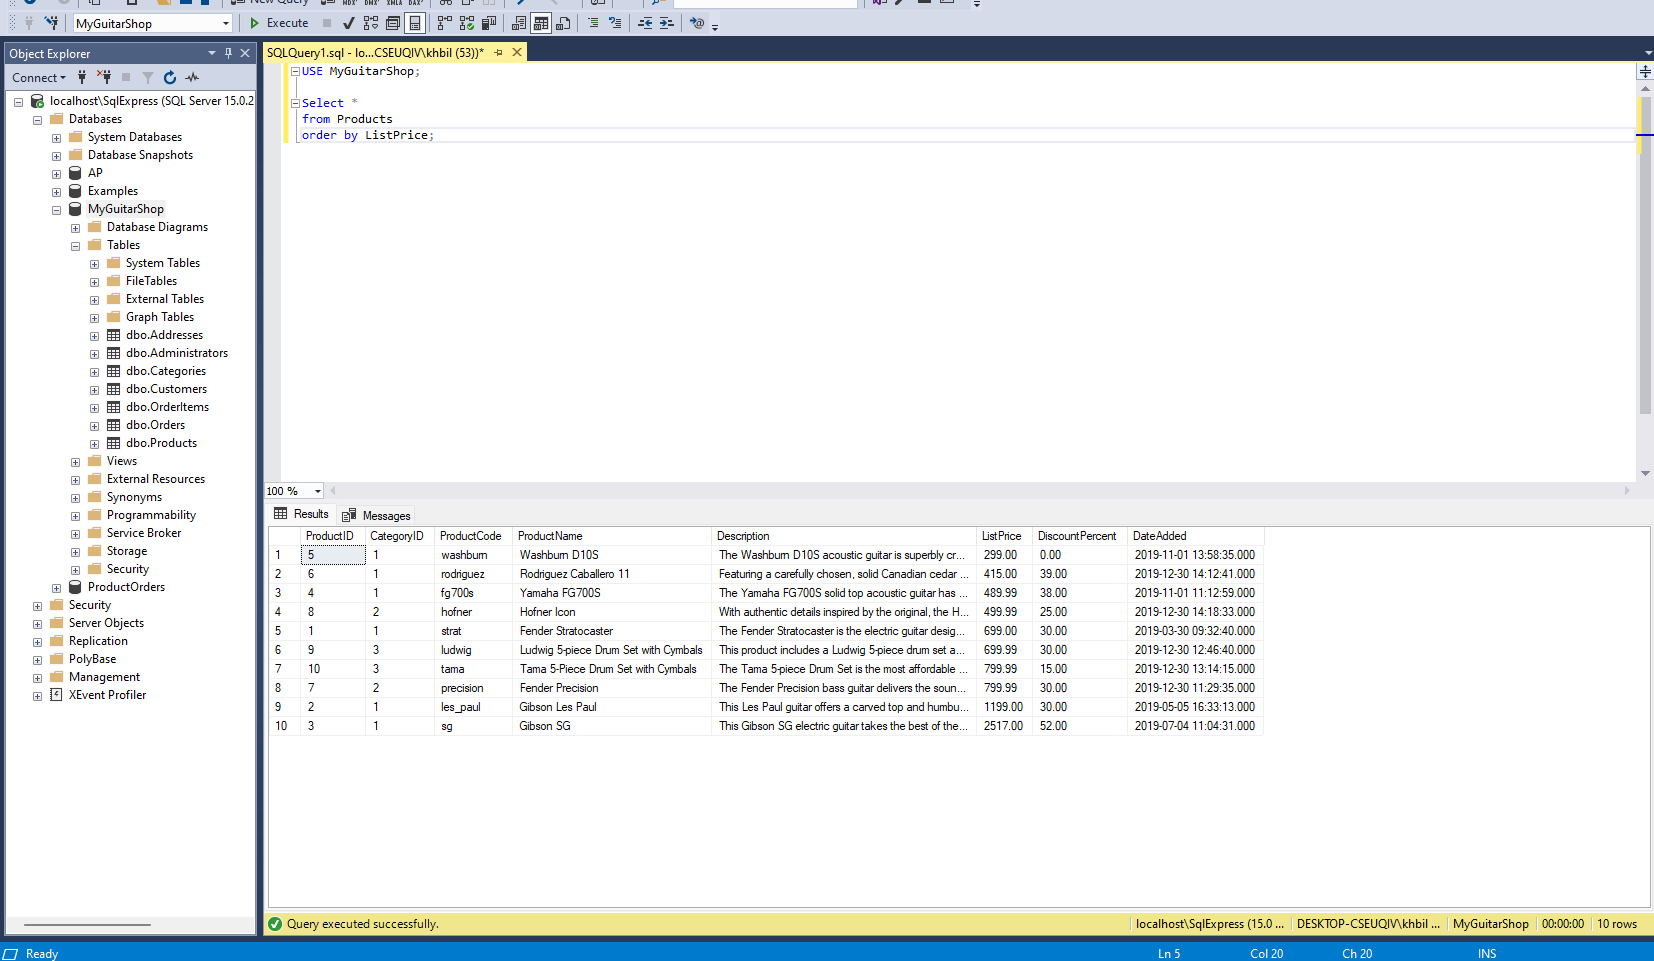 New Query
MDX DMX XMLA DAX
MyGuitarShop
Execute
Object Explorer
Connect
localhost\SqlExpress (SQL Server 15.0.2
Databases
System Databases
Database Snapshots
AP
Examples
MyGuitarShop
Database Diagrams
Tables
System Tables
FileTables
External Tables
Graph Tables
dbo.Addresses
dbo.Administrators
dbo.Categories
dbo.Customers
dbo.OrderItems
dbo.Orders
dbo.Products
Views
External Resources
Synonyms
Programmability
Service Broker
Storage
Security
ProductOrders
Security
Server Objects
Replication
PolyBase
Management
XEvent Profiler
SQLQuery1.sql - lo...CSEUQIV\khbil (53))*
USE MyGuitarShop;
Select *
from Products
order by ListPrice;
100 %
Results Messages
ProductID CategoryID ProductCode ProductName Description ListPrice DiscountPercent DateAdded
1 5 1 washburn Washburn D10S The Washburn D10S acoustic guitar is superbly cr... 299.00 0.00 2019-11-01 13:58:35.000
2 6 1 rodriguez Rodriguez Caballero 11 Featuring a carefully chosen, solid Canadian cedar ... 415.00 39.00 2019-12-30 14:12:41.000
3 4 1 fg700s Yamaha FG700S The Yamaha FG700S solid top acoustic guitar has ... 489.99 38.00 2019-11-01 11:12:59.000
4 8 2 hofner Hofner Icon With authentic details inspired by the original, the H... 499.99 25.00 2019-12-30 14:18:33.000
5 1 1 strat Fender Stratocaster The Fender Stratocaster is the electric guitar desig... 699.00 30.00 2019-03-30 09:32:40.000
6 9 3 ludwig Ludwig 5-piece Drum Set with Cymbals This product includes a Ludwig 5-piece drum set a... 699.99 30.00 2019-12-30 12:46:40.000
7 10 3 tama Tama 5-Piece Drum Set with Cymbals The Tama 5-piece Drum Set is the most affordable ... 799.99 15.00 2019-12-30 13:14:15.000
8 7 2 precision Fender Precision The Fender Precision bass guitar delivers the soun... 799.99 30.00 2019-12-30 11:29:35.000
9 2 1 les_paul Gibson Les Paul This Les Paul guitar offers a carved top and humbu... 1199.00 30.00 2019-05-05 16:33:13.000
10 3 1 sg Gibson SG This Gibson SG electric guitar takes the best of the... 2517.00 52.00 2019-07-04 11:04:31.000
Query executed successfully. localhost\SqlExpress (15.0 ... DESKTOP-CSEUQIV\khbil ... MyGuitarShop 00:00:00 10 rows
Ready Ln 5 Col 20 Ch 20 INS